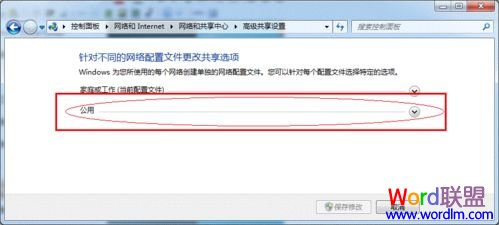 控制面板 ▸ 网络和 Internet ▸ 网络和共享中心 ▸ 高级共享设置
搜索控制面板
针对不同的网络配置文件更改共享选项
Windows 为您所使用的每个网络创建单独的网络配置文件。您可以针对每个配置文件选择特定的选项。
家庭或工作 (当前配置文件)
公用
保存修改
取消
Word联盟
www.wordlm.com